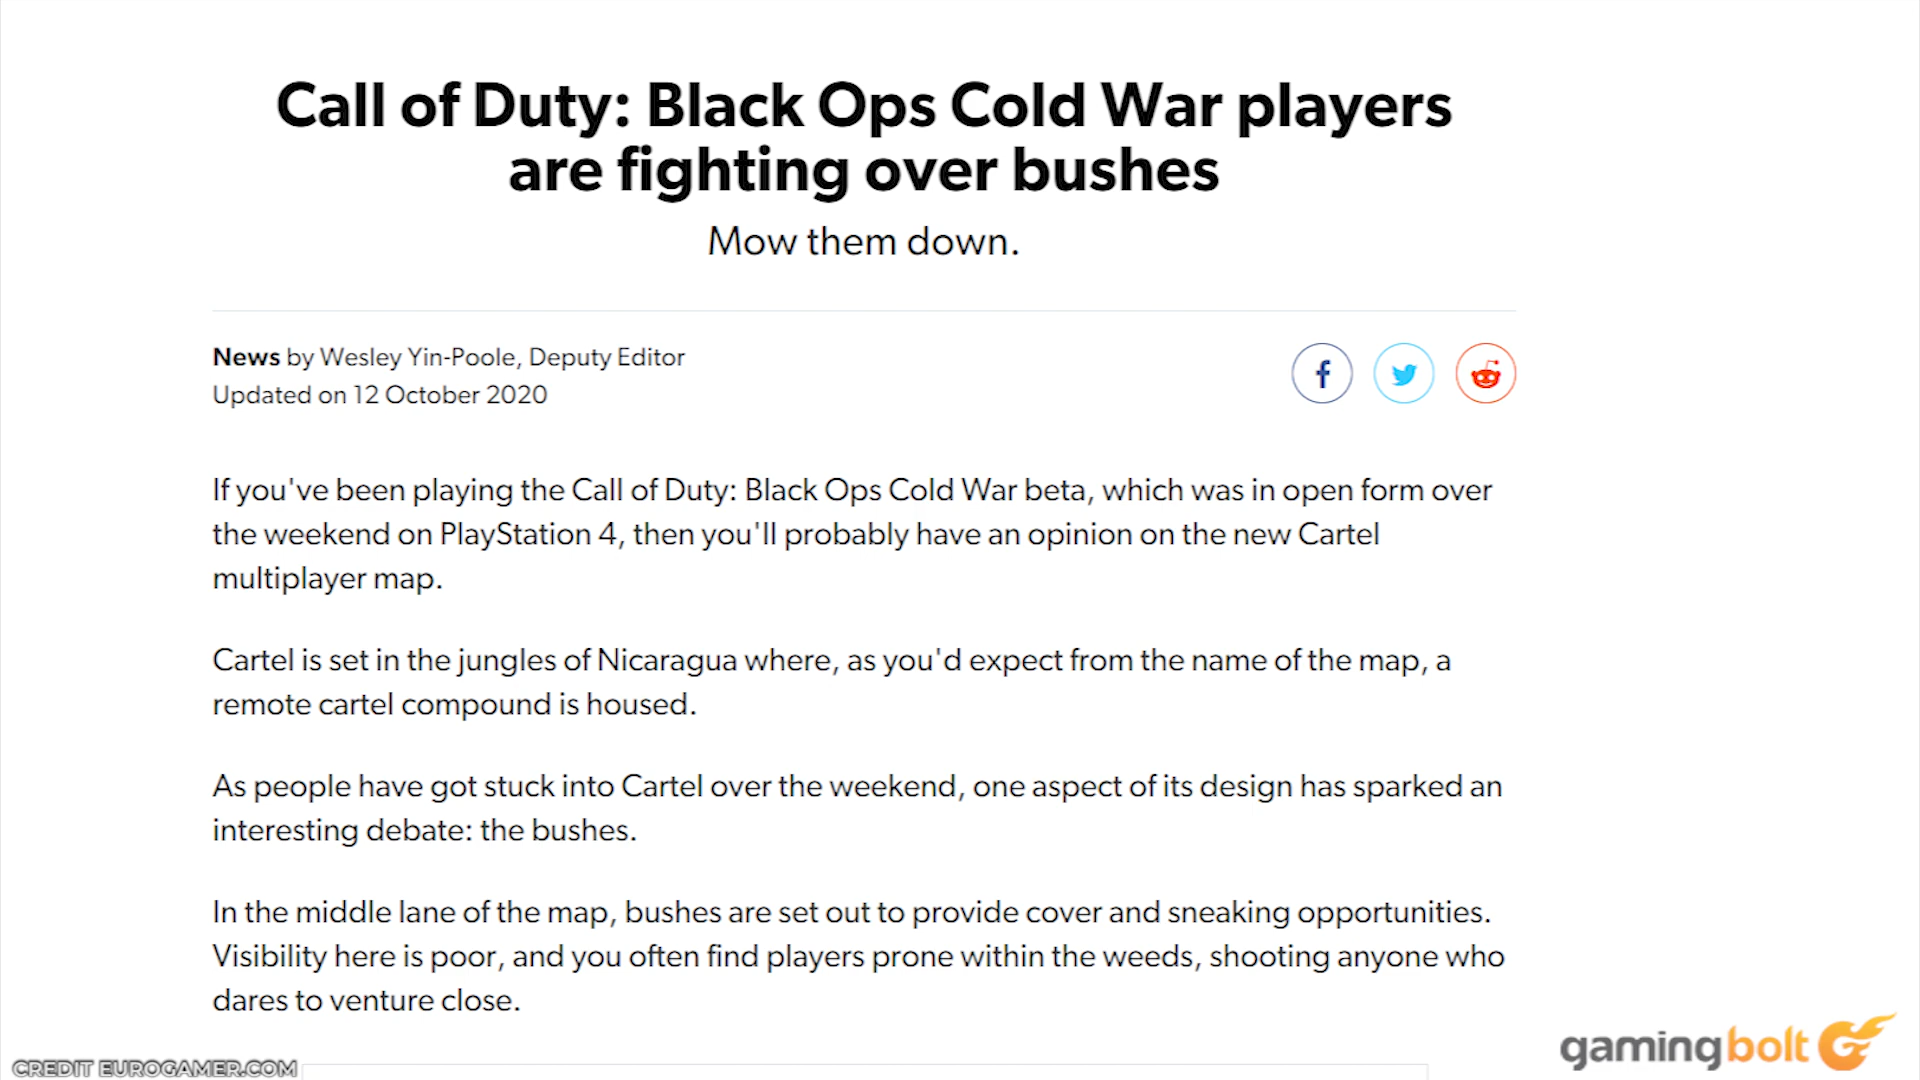 Call of Duty: Black Ops Cold War players
are fighting over bushes
Mow them down.
News by Wesley Yin-Poole, Deputy Editor
Updated on 12 October 2020
If you've been playing the Call of Duty: Black Ops Cold War beta, which was in open form over
the weekend on PlayStation 4, then you'll probably have an opinion on the new Cartel
multiplayer map.
Cartel is set in the jungles of Nicaragua where, as you'd expect from the name of the map, a
remote cartel compound is housed.
As people have got stuck into Cartel over the weekend, one aspect of its design has sparked an
interesting debate: the bushes.
In the middle lane of the map, bushes are set out to provide cover and sneaking opportunities.
Visibility here is poor, and you often find players prone within the weeds, shooting anyone who
dares to venture close.
gamingbolt
CREDIT EUROGAMER.COM